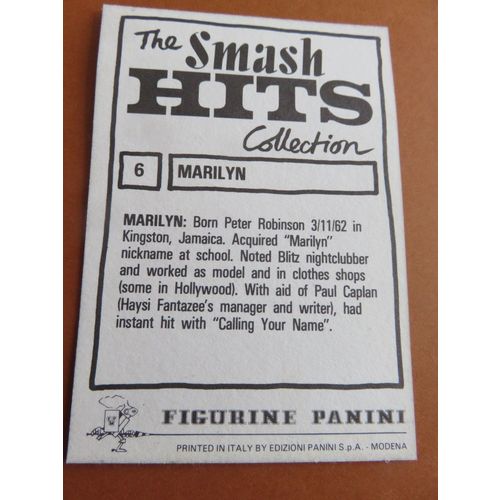 The Smash
HITS
Collection
6 MARILYN
MARILYN: Born Peter Robinson 3/11/62 in
Kingston, Jamaica. Acquired "Marilyn"
nickname at school. Noted Blitz nightclubber
and worked as model and in clothes shops
(some in Hollywood). With aid of Paul Caplan
(Haysi Fantazee's manager and writer), had
instant hit with "Calling Your Name".
FIGURINE PANINI
PRINTED IN ITALY BY EDIZIONI PANINI S.p.A. - MODENA